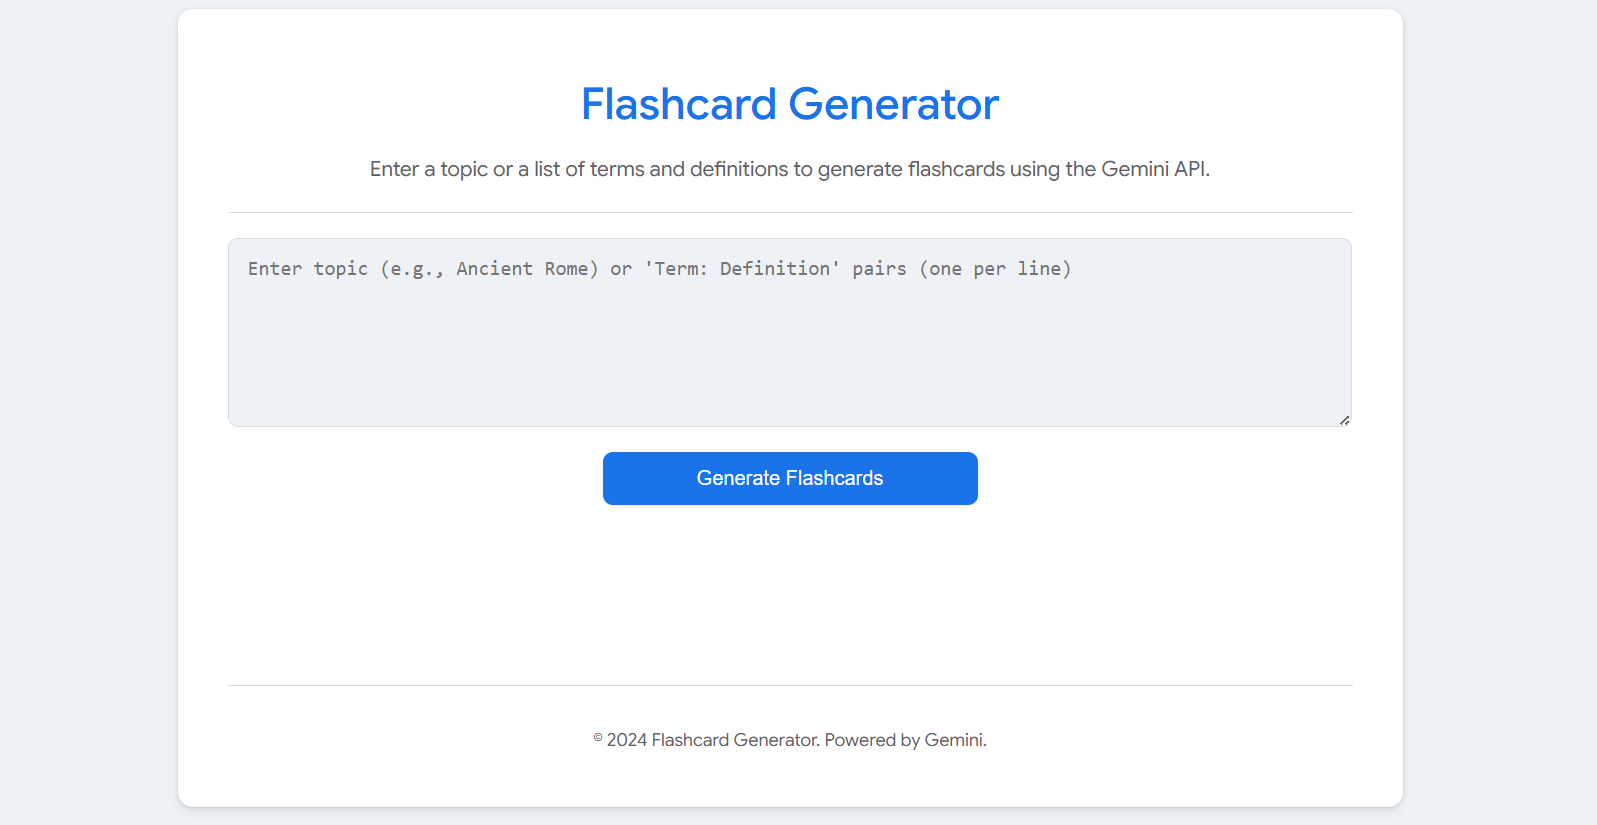 Flashcard Generator
Enter a topic or a list of terms and definitions to generate flashcards using the Gemini API.
Enter topic (e.g., Ancient Rome) or 'Term: Definition' pairs (one per line)
Generate Flashcards
© 2024 Flashcard Generator. Powered by Gemini.